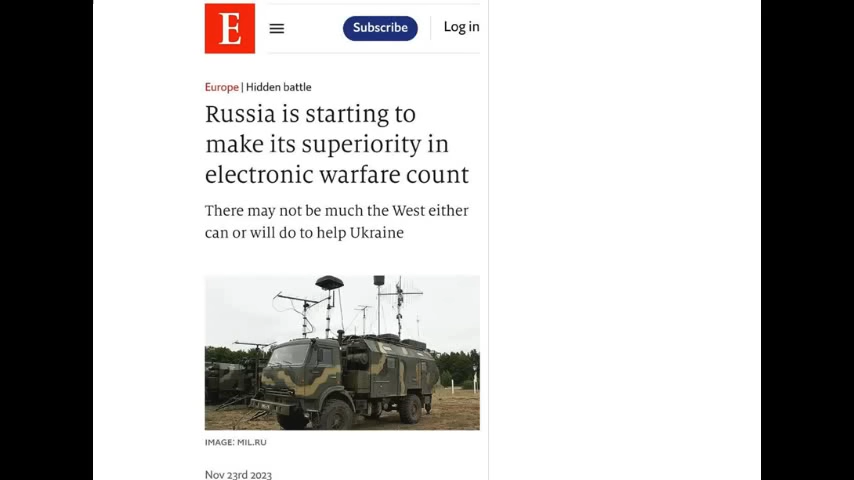 E
Subscribe
Log in
Europe | Hidden battle
Russia is starting to
make its superiority in
electronic warfare count
There may not be much the West either
can or will do to help Ukraine
IMAGE: MIL.RU
Nov 23rd 2023